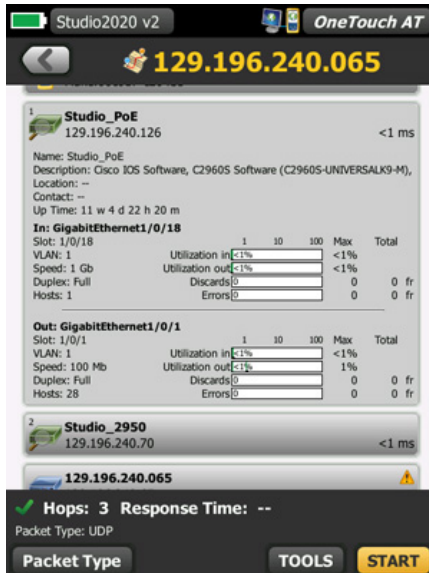 Studio2020 v2
OneTouch AT
129.196.240.065
1 Studio_PoE
129.196.240.126 <1 ms
Name: Studio_PoE
Description: Cisco IOS Software, C2960S Software (C2960S-UNIVERSALK9-M),
Location: --
Contact: --
Up Time: 11 w 4 d 22 h 20 m
In: GigabitEthernet1/0/18
Slot: 1/0/18 1 10 100 Max Total
VLAN: 1 Utilization in <1% <1%
Speed: 1 Gb Utilization out <1% <1%
Duplex: Full Discards 0 0 0 fr
Hosts: 1 Errors 0 0 0 fr
Out: GigabitEthernet1/0/1
Slot: 1/0/1 1 10 100 Max Total
VLAN: 1 Utilization in <1% <1%
Speed: 100 Mb Utilization out <1% 1%
Duplex: Full Discards 0 0 0 fr
Hosts: 28 Errors 0 0 0 fr
2 Studio_2950
129.196.240.70 <1 ms
129.196.240.065
Hops: 3 Response Time: --
Packet Type: UDP
Packet Type TOOLS START